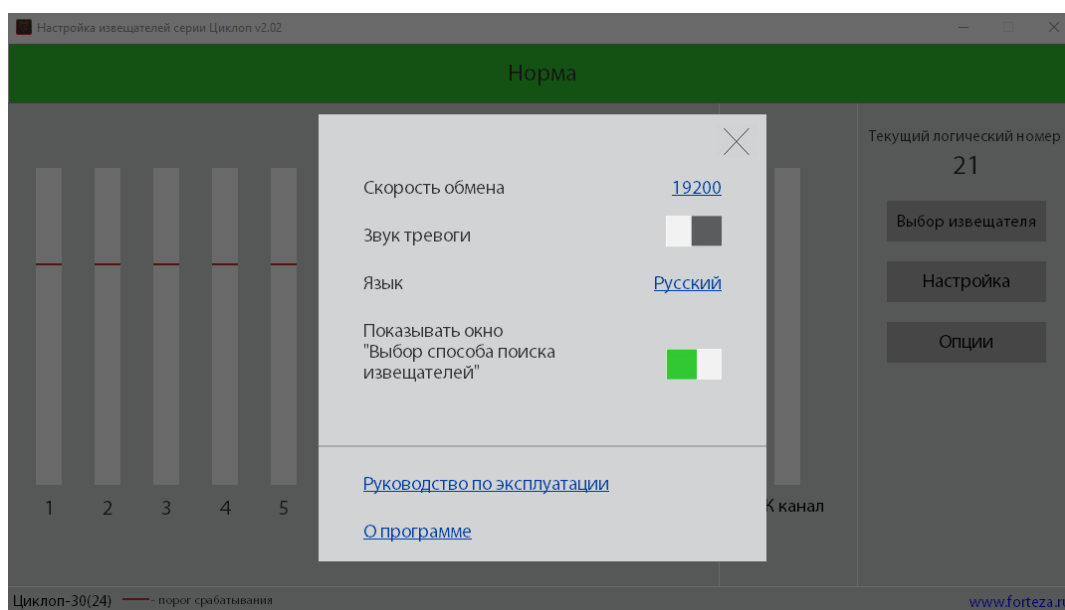 Настройка извещателей серии Циклоп v2.02
Норма
Скорость обмена 19200
Звук тревоги
Язык Русский
Показывать окно
"Выбор способа поиска
извещателей"
Руководство по эксплуатации
О программе
1 2 3 4 5
К канал
Текущий логический номер
21
Выбор извещателя
Настройка
Опции
Циклоп-30(24) - порог срабатывания
www.forteza.ru